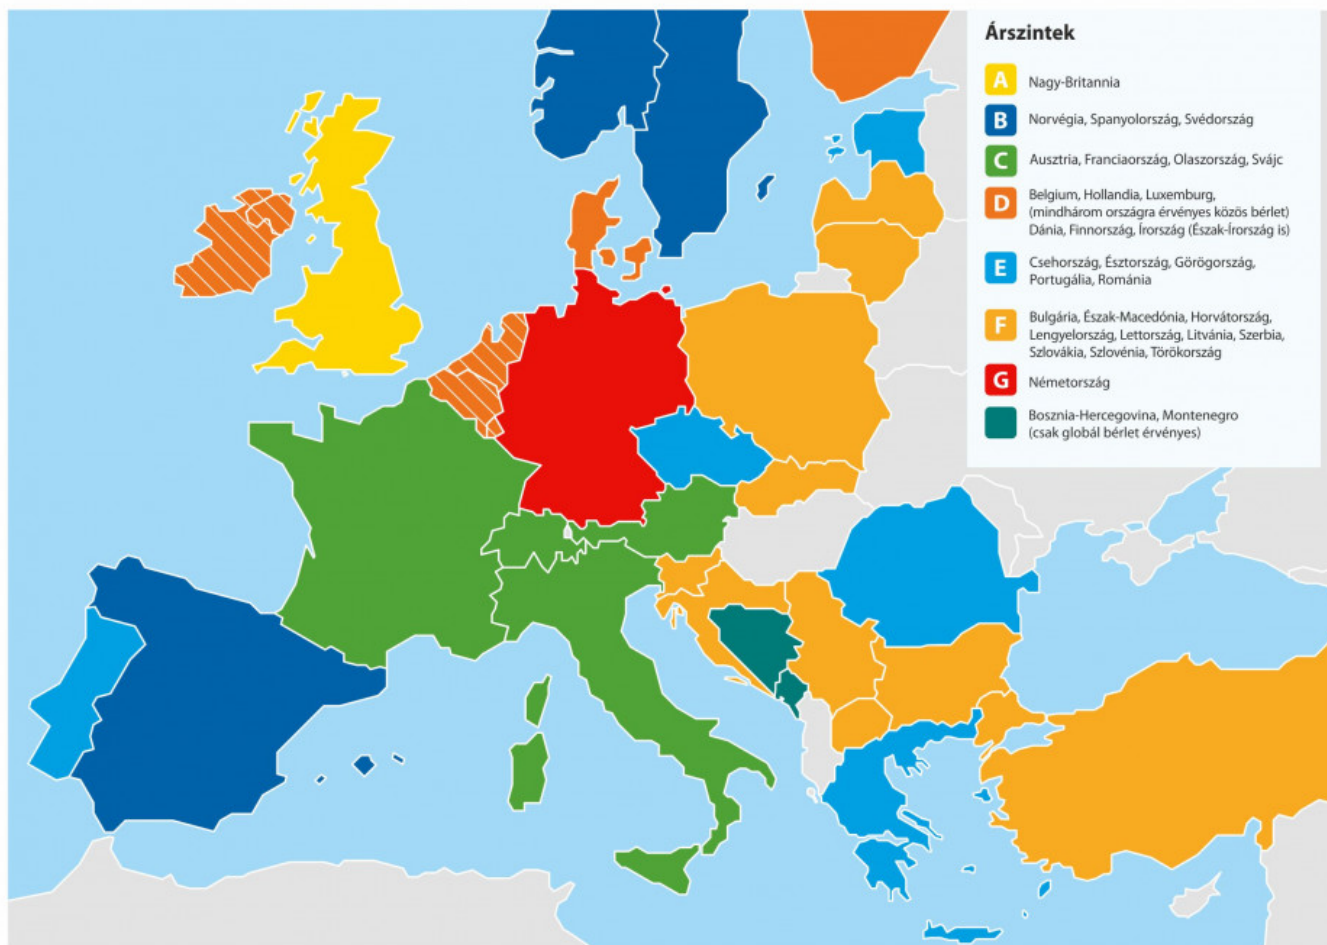 Árszintek
A Nagy-Britannia
B Norvégia, Spanyolország, Svédország
C Ausztria, Franciaország, Olaszország, Svájc
D Belgium, Hollandia, Luxemburg,
(mindhárom országra érvényes közös bérlet)
Dánia, Finnország, Írország (Észak-Írország is)
E Csehország, Észtország, Görögország,
Portugália, Románia
F Bulgária, Észak-Macedónia, Horvátország,
Lengyelország, Lettország, Litvánia, Szerbia,
Szlovákia, Szlovénia, Törökország
G Németország
Bosznia-Hercegovina, Montenegro
(csak globál bérlet érvényes)